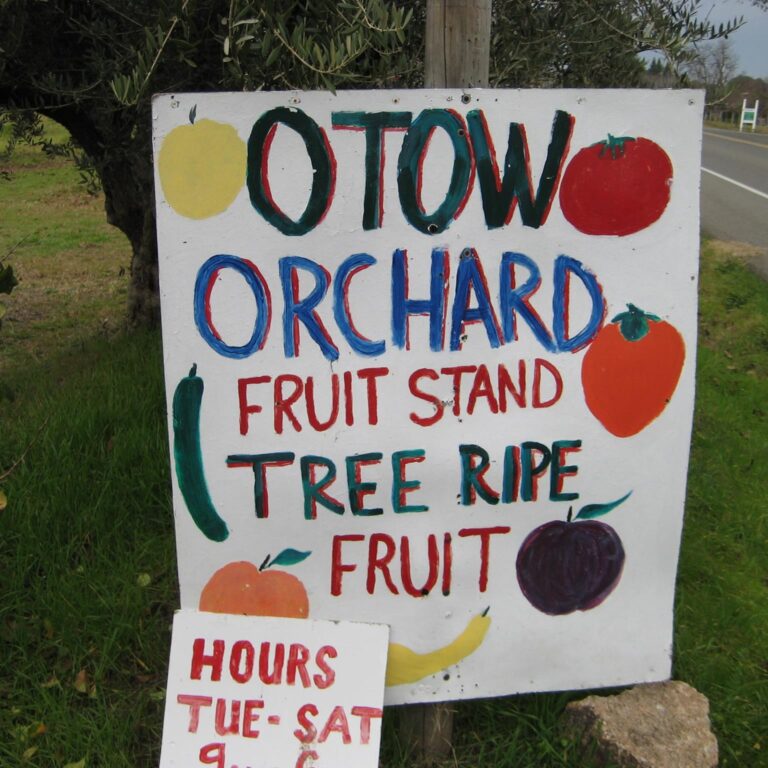 OTOW
ORCHARD
FRUIT STAND
TREE RIPE
FRUIT
HOURS
TUE-SAT